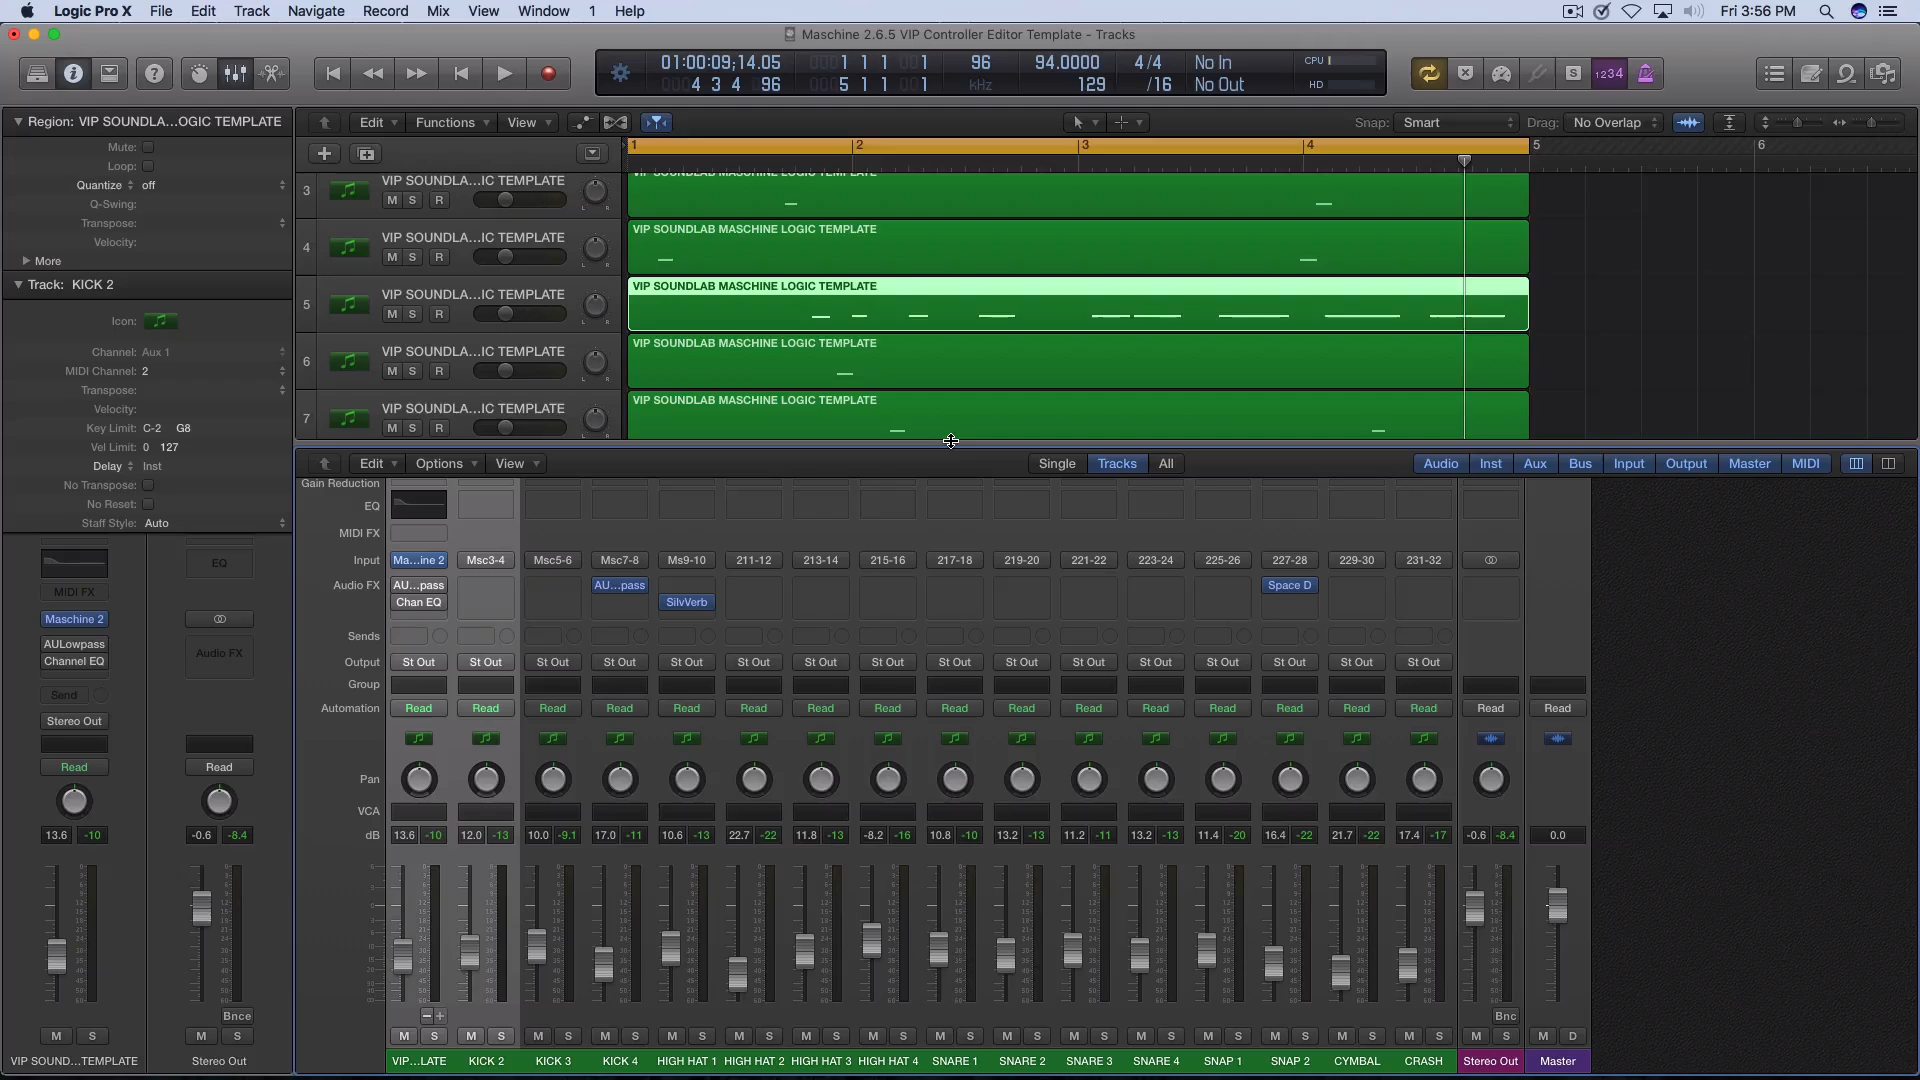 Logic Pro X File Edit Track Navigate Record Mix View Window 1 Help Fri 3:56 PM
Maschine 2.6.5 VIP Controller Editor Template - Tracks
01:00:09;14.05 0001 1 1 001 96 94.0000 4/4 No In CPU
0004 3 4 096 0005 1 1 001 kHz 129 /16 No Out HD
S 1234
Region: VIP SOUNDLA...OGIC TEMPLATE
Mute:
Loop:
Quantize off
Q-Swing:
Transpose:
Velocity:
More
Track: KICK 2
Icon:
Channel: Aux 1
MIDI Channel: 2
Transpose:
Velocity:
Key Limit: C-2 G8
Vel Limit: 0 127
Delay Inst
No Transpose:
No Reset:
Staff Style: Auto
EQ
MIDI FX
Maschine 2
AULowpass
Channel EQ
Audio FX
Send
Stereo Out
Read Read
13.6 -10 -0.6 -8.4
Bnce
M S M S
VIP SOUND...TEMPLATE Stereo Out
Edit Functions View Snap: Smart Drag: No Overlap
1 2 3 4 5 6
3 VIP SOUNDLA...IC TEMPLATE VIP SOUNDLAB MASCHINE LOGIC TEMPLATE
M S R L R
4 VIP SOUNDLA...IC TEMPLATE VIP SOUNDLAB MASCHINE LOGIC TEMPLATE
M S R L R
5 VIP SOUNDLA...IC TEMPLATE VIP SOUNDLAB MASCHINE LOGIC TEMPLATE
M S R L R
6 VIP SOUNDLA...IC TEMPLATE VIP SOUNDLAB MASCHINE LOGIC TEMPLATE
M S R L R
7 VIP SOUNDLA...IC TEMPLATE VIP SOUNDLAB MASCHINE LOGIC TEMPLATE
M S R L R
Edit Options View Single Tracks All Audio Inst Aux Bus Input Output Master MIDI
Gain Reduction
EQ
MIDI FX
Input Ma...ine 2 Msc3-4 Msc5-6 Msc7-8 Ms9-10 211-12 213-14 215-16 217-18 219-20 221-22 223-24 225-26 227-28 229-30 231-32
Audio FX AU...pass AU...pass Space D
Chan EQ SilvVerb
Sends
Output St Out St Out St Out St Out St Out St Out St Out St Out St Out St Out St Out St Out St Out St Out St Out St Out
Group
Automation Read Read Read Read Read Read Read Read Read Read Read Read Read Read Read Read Read Read
Pan
VCA
dB 13.6 -10 12.0 -13 10.0 -9.1 17.0 -11 10.6 -13 22.7 -22 11.8 -13 -8.2 -16 10.8 -10 13.2 -13 11.2 -11 13.2 -13 11.4 -20 16.4 -22 21.7 -22 17.4 -17 -0.6 -8.4 0.0
Bnc
M S M S M S M S M S M S M S M S M S M S M S M S M S M S M S M S M S M D
VIP...LATE KICK 2 KICK 3 KICK 4 HIGH HAT 1 HIGH HAT 2 HIGH HAT 3 HIGH HAT 4 SNARE 1 SNARE 2 SNARE 3 SNARE 4 SNAP 1 SNAP 2 CYMBAL CRASH Stereo Out Master